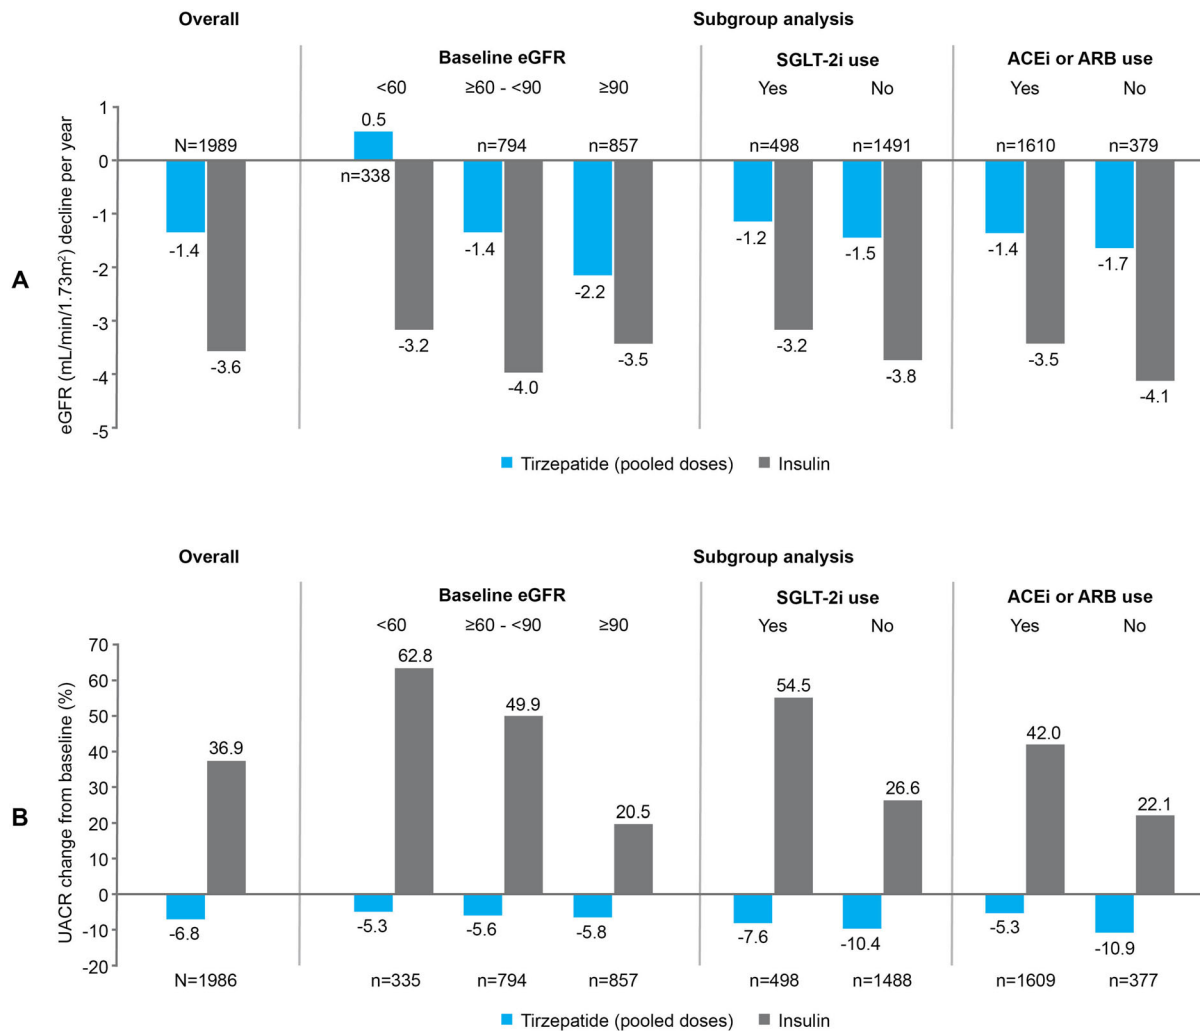 Overall
Subgroup analysis
Baseline eGFR
SGLT-2i use
ACEi or ARB use
<60
≥60 - <90
≥90
Yes
No
Yes
No
A
eGFR (mL/min/1.73m²) decline per year
1
0
-1
-2
-3
-4
-5
N=1989
n=338
n=794
n=857
n=498
n=1491
n=1610
n=379
-1.4
-3.6
0.5
-3.2
-1.4
-4.0
-2.2
-3.5
-1.2
-3.2
-1.5
-3.8
-1.4
-3.5
-1.7
-4.1
Tirzepatide (pooled doses)
Insulin
Overall
Subgroup analysis
Baseline eGFR
SGLT-2i use
ACEi or ARB use
<60
≥60 - <90
≥90
Yes
No
Yes
No
B
UACR change from baseline (%)
70
60
50
40
30
20
10
0
-10
-20
-6.8
36.9
-5.3
62.8
-5.6
49.9
-5.8
20.5
-7.6
54.5
-10.4
26.6
-5.3
42.0
-10.9
22.1
N=1986
n=335
n=794
n=857
n=498
n=1488
n=1609
n=377
Tirzepatide (pooled doses)
Insulin